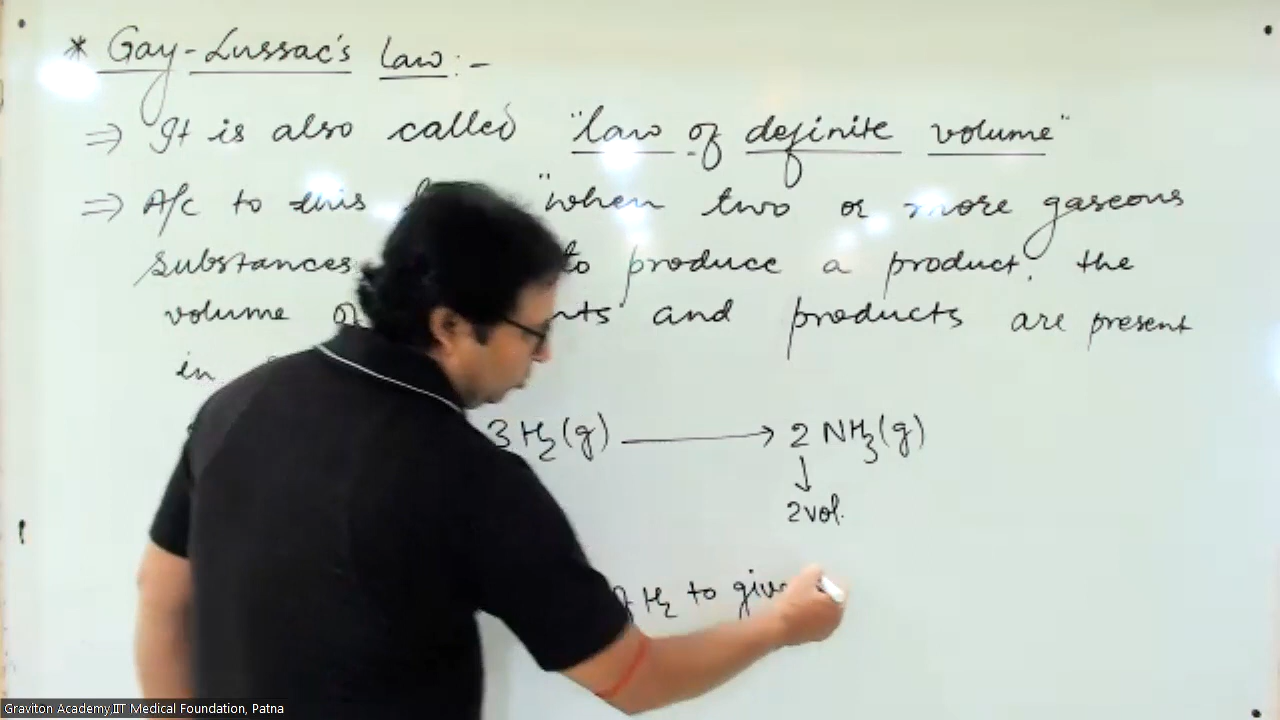 * Gay-Lussac's law:-
⇒ It is also called "law of definite volume"
⇒ A/c to this "when two or more gaseous
substances to produce a product, the
volume and products are present
in
3H₂(g) ⟶ 2 NH₃(g)
↓
2vol.
H₂ to give
Graviton Academy,IIT Medical Foundation, Patna